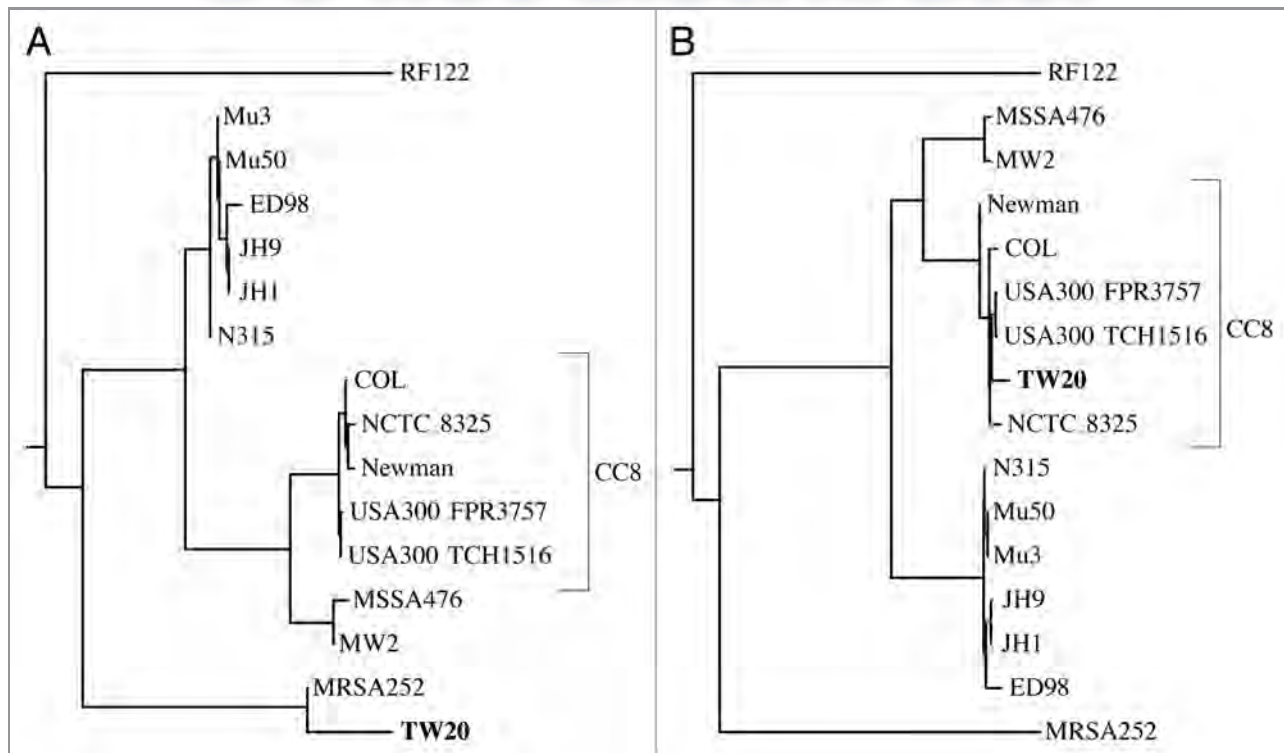 A
RF122
Mu3
Mu50
ED98
JH9
JH1
N315
COL
NCTC 8325
Newman
USA300 FPR3757
USA300 TCH1516
CC8
MSSA476
MW2
MRSA252
TW20
B
RF122
MSSA476
MW2
Newman
COL
USA300 FPR3757
USA300 TCH1516
CC8
TW20
NCTC 8325
N315
Mu50
Mu3
JH9
JH1
ED98
MRSA252